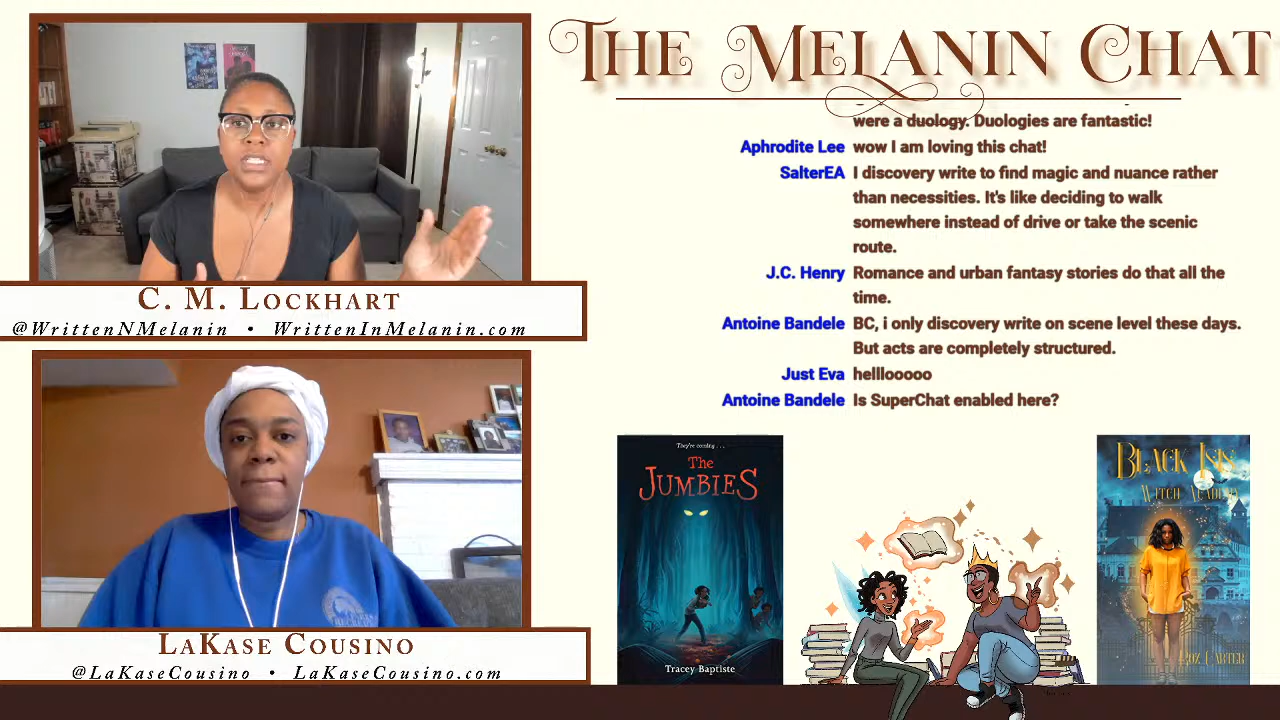 THE MELANIN CHAT
were a duology. Duologies are fantastic!
Aphrodite Lee wow I am loving this chat!
SalterEA I discovery write to find magic and nuance rather
than necessities. It's like deciding to walk
somewhere instead of drive or take the scenic
route.
J.C. Henry Romance and urban fantasy stories do that all the
time.
Antoine Bandele BC, i only discovery write on scene level these days.
But acts are completely structured.
Just Eva helllooooo
Antoine Bandele Is SuperChat enabled here?
C. M. LOCKHART
@WrittenNMelanin • WrittenInMelanin.com
LAKASE COUSINO
@LaKaseCousino • LaKaseCousino.com
They're coming . . .
The
JUMBIES
Tracey Baptiste
BLACK ISIS
WITCH ACADEMY
ROZ CARTER